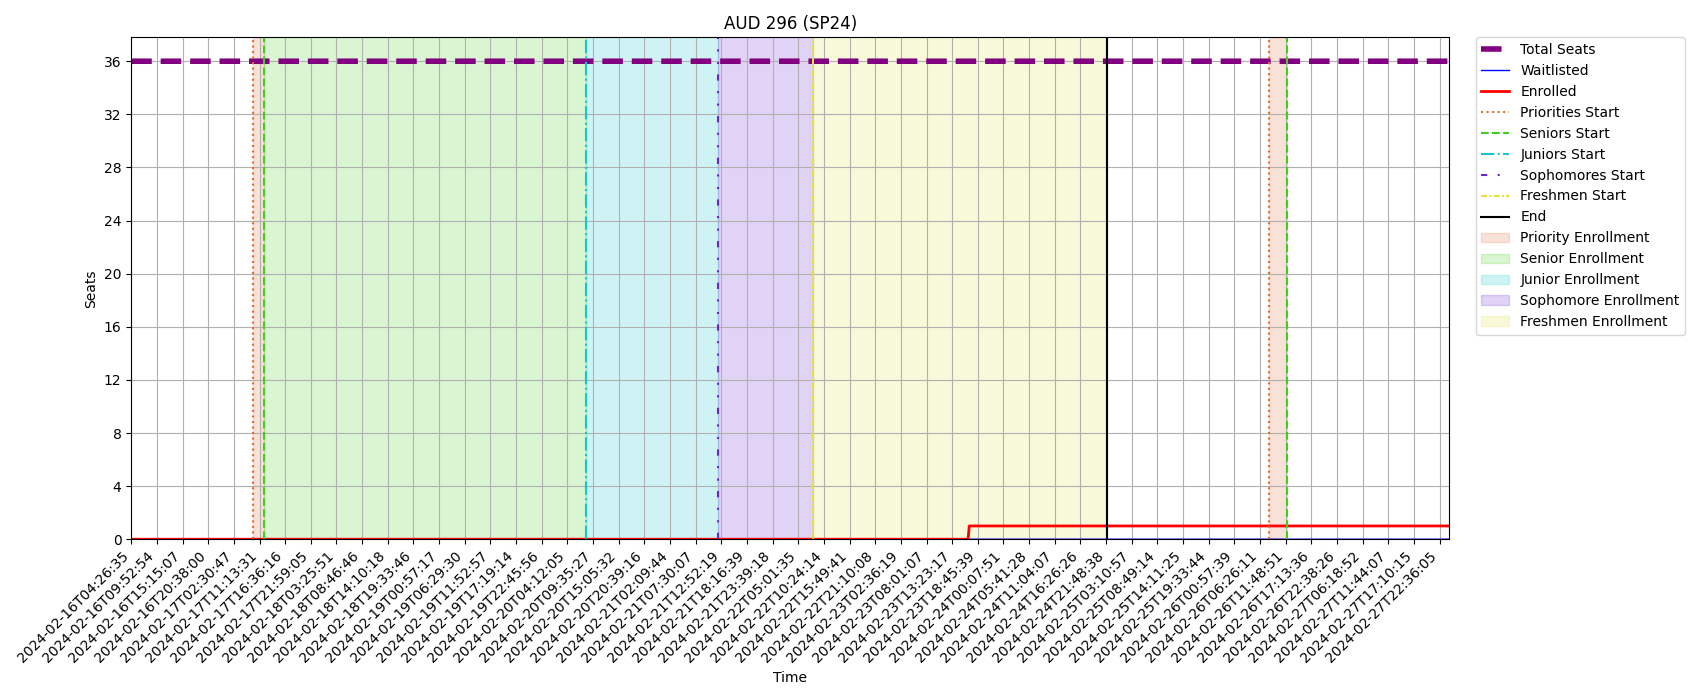 AUD 296 (SP24)
Seats
36
32
28
24
20
16
12
8
4
0
2024-02-16T04:26:35
2024-02-16T09:52:54
2024-02-16T15:15:07
2024-02-16T20:38:00
2024-02-17T02:30:47
2024-02-17T11:13:31
2024-02-17T16:36:16
2024-02-17T21:59:05
2024-02-18T03:25:51
2024-02-18T08:46:46
2024-02-18T14:10:18
2024-02-18T19:33:46
2024-02-19T00:57:17
2024-02-19T06:29:30
2024-02-19T11:52:57
2024-02-19T17:19:14
2024-02-19T22:45:56
2024-02-20T04:12:05
2024-02-20T09:35:27
2024-02-20T15:05:32
2024-02-20T20:39:16
2024-02-21T02:09:44
2024-02-21T07:30:07
2024-02-21T12:52:19
2024-02-21T18:16:39
2024-02-21T23:39:18
2024-02-22T05:01:35
2024-02-22T10:24:14
2024-02-22T15:49:41
2024-02-22T21:10:08
2024-02-23T02:36:19
2024-02-23T08:01:07
2024-02-23T13:23:17
2024-02-23T18:45:39
2024-02-24T00:07:51
2024-02-24T05:41:28
2024-02-24T11:04:07
2024-02-24T16:26:26
2024-02-24T21:48:38
2024-02-25T03:10:57
2024-02-25T08:49:14
2024-02-25T14:11:25
2024-02-25T19:33:44
2024-02-26T00:57:39
2024-02-26T06:26:11
2024-02-26T11:48:51
2024-02-26T17:13:36
2024-02-26T22:38:26
2024-02-27T06:18:52
2024-02-27T11:44:07
2024-02-27T17:10:15
2024-02-27T22:36:05
Time
Total Seats
Waitlisted
Enrolled
Priorities Start
Seniors Start
Juniors Start
Sophomores Start
Freshmen Start
End
Priority Enrollment
Senior Enrollment
Junior Enrollment
Sophomore Enrollment
Freshmen Enrollment